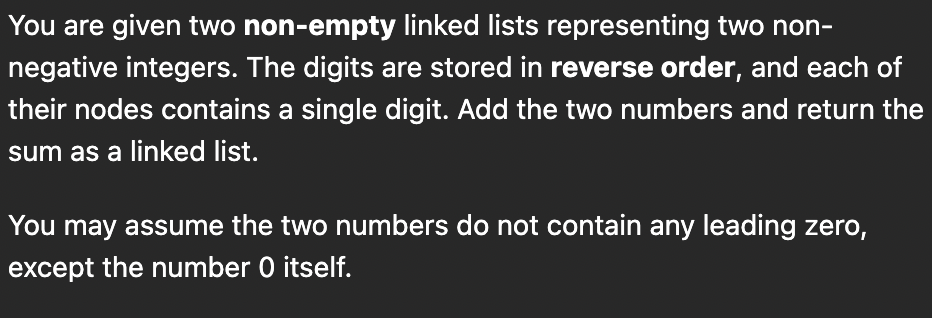 You are given two non-empty linked lists representing two non-
negative integers. The digits are stored in reverse order, and each of
their nodes contains a single digit. Add the two numbers and return the
sum as a linked list.
You may assume the two numbers do not contain any leading zero,
except the number 0 itself.